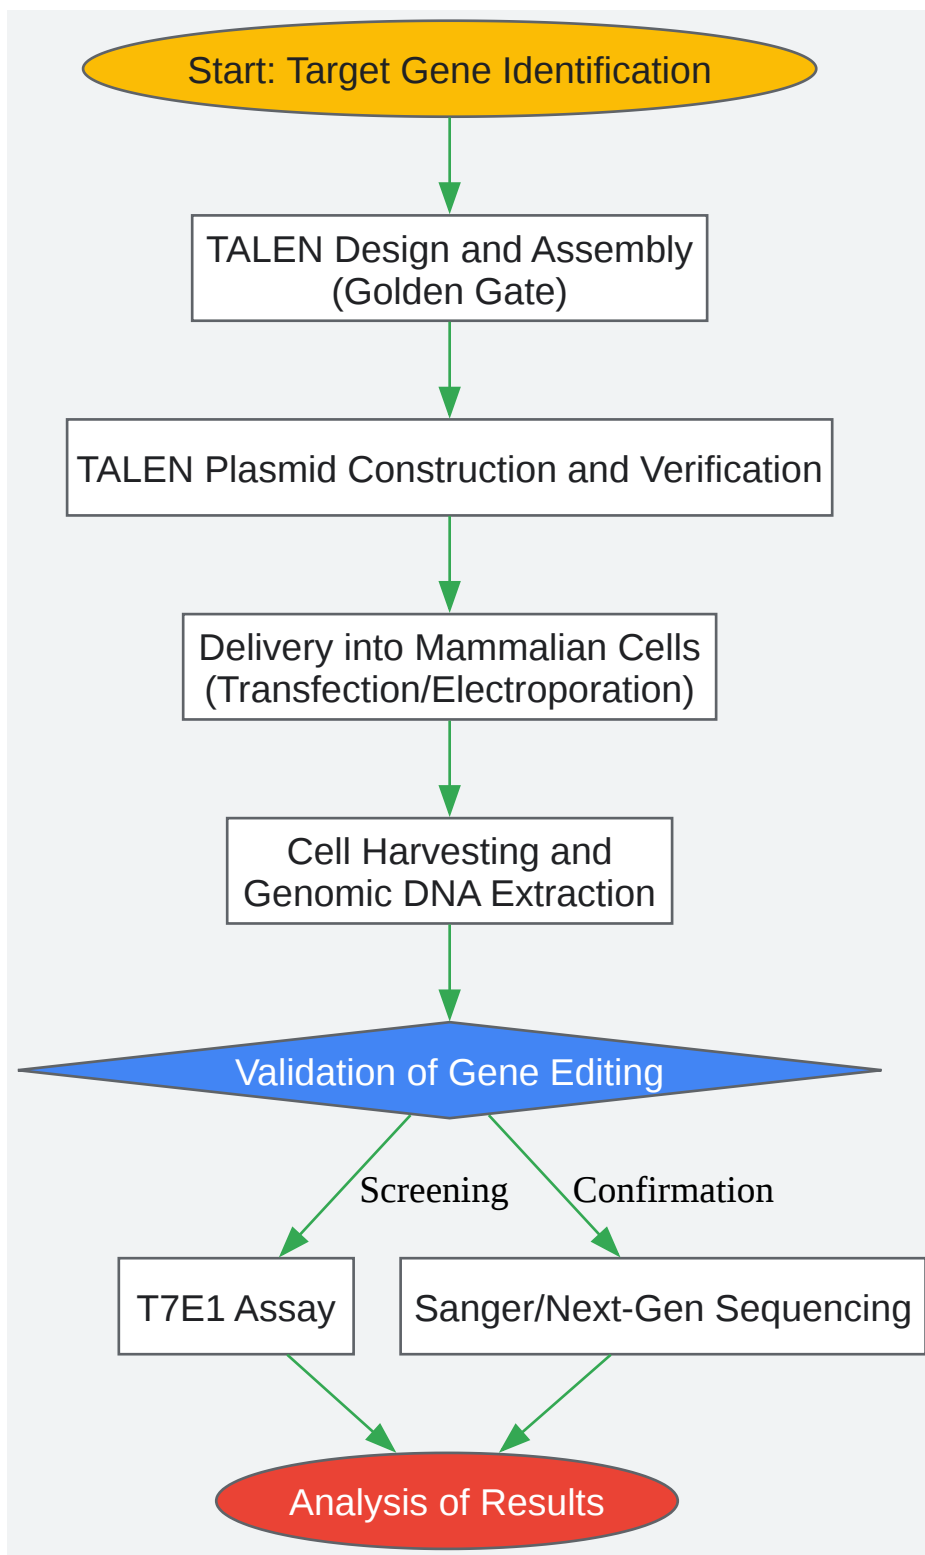 Start: Target Gene Identification
TALEN Design and Assembly
(Golden Gate)
TALEN Plasmid Construction and Verification
Delivery into Mammalian Cells
(Transfection/Electroporation)
Cell Harvesting and
Genomic DNA Extraction
Validation of Gene Editing
Screening
Confirmation
T7E1 Assay
Sanger/Next-Gen Sequencing
Analysis of Results